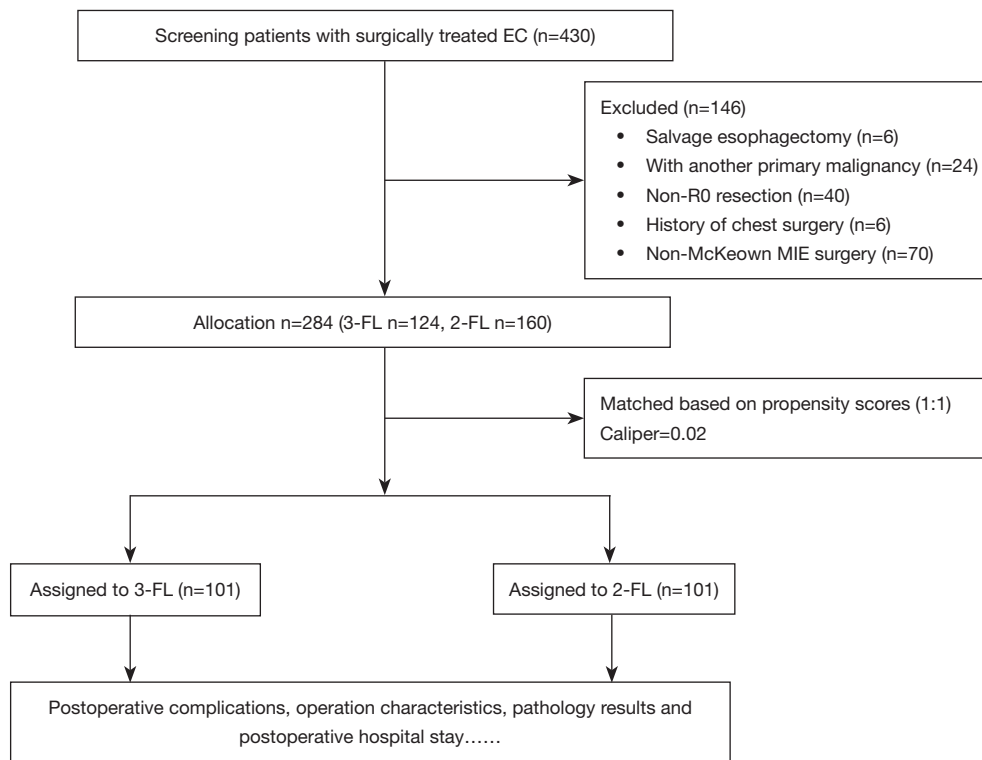 Screening patients with surgically treated EC (n=430)
Excluded (n=146)
• Salvage esophagectomy (n=6)
• With another primary malignancy (n=24)
• Non-R0 resection (n=40)
• History of chest surgery (n=6)
• Non-McKeown MIE surgery (n=70)
Allocation n=284 (3-FL n=124, 2-FL n=160)
Matched based on propensity scores (1:1)
Caliper=0.02
Assigned to 3-FL (n=101)
Assigned to 2-FL (n=101)
Postoperative complications, operation characteristics, pathology results and
postoperative hospital stay……